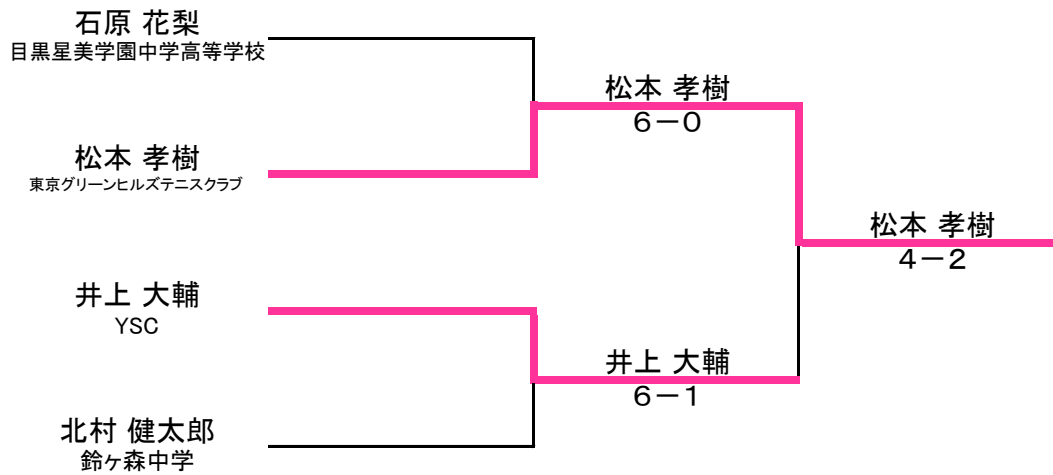 石原 花梨
目黒星美学園中学高等学校
松本 孝樹
6－0
松本 孝樹
東京グリーンヒルズテニスクラブ
松本 孝樹
4－2
井上 大輔
YSC
井上 大輔
6－1
北村 健太郎
鈴ヶ森中学